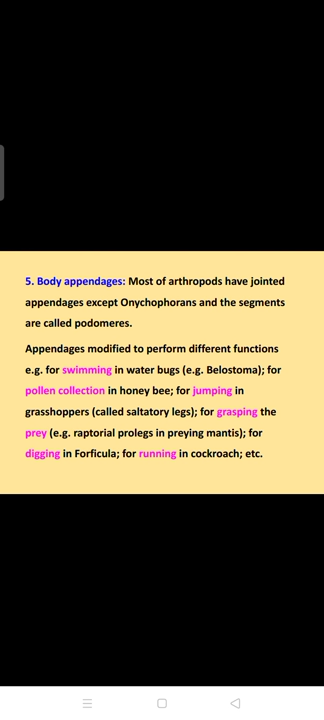 5. Body appendages: Most of arthropods have jointed
appendages except Onychophorans and the segments
are called podomeres.
Appendages modified to perform different functions
e.g. for swimming in water bugs (e.g. Belostoma); for
pollen collection in honey bee; for jumping in
grasshoppers (called saltatory legs); for grasping the
prey (e.g. raptorial prolegs in preying mantis); for
digging in Forficula; for running in cockroach; etc.